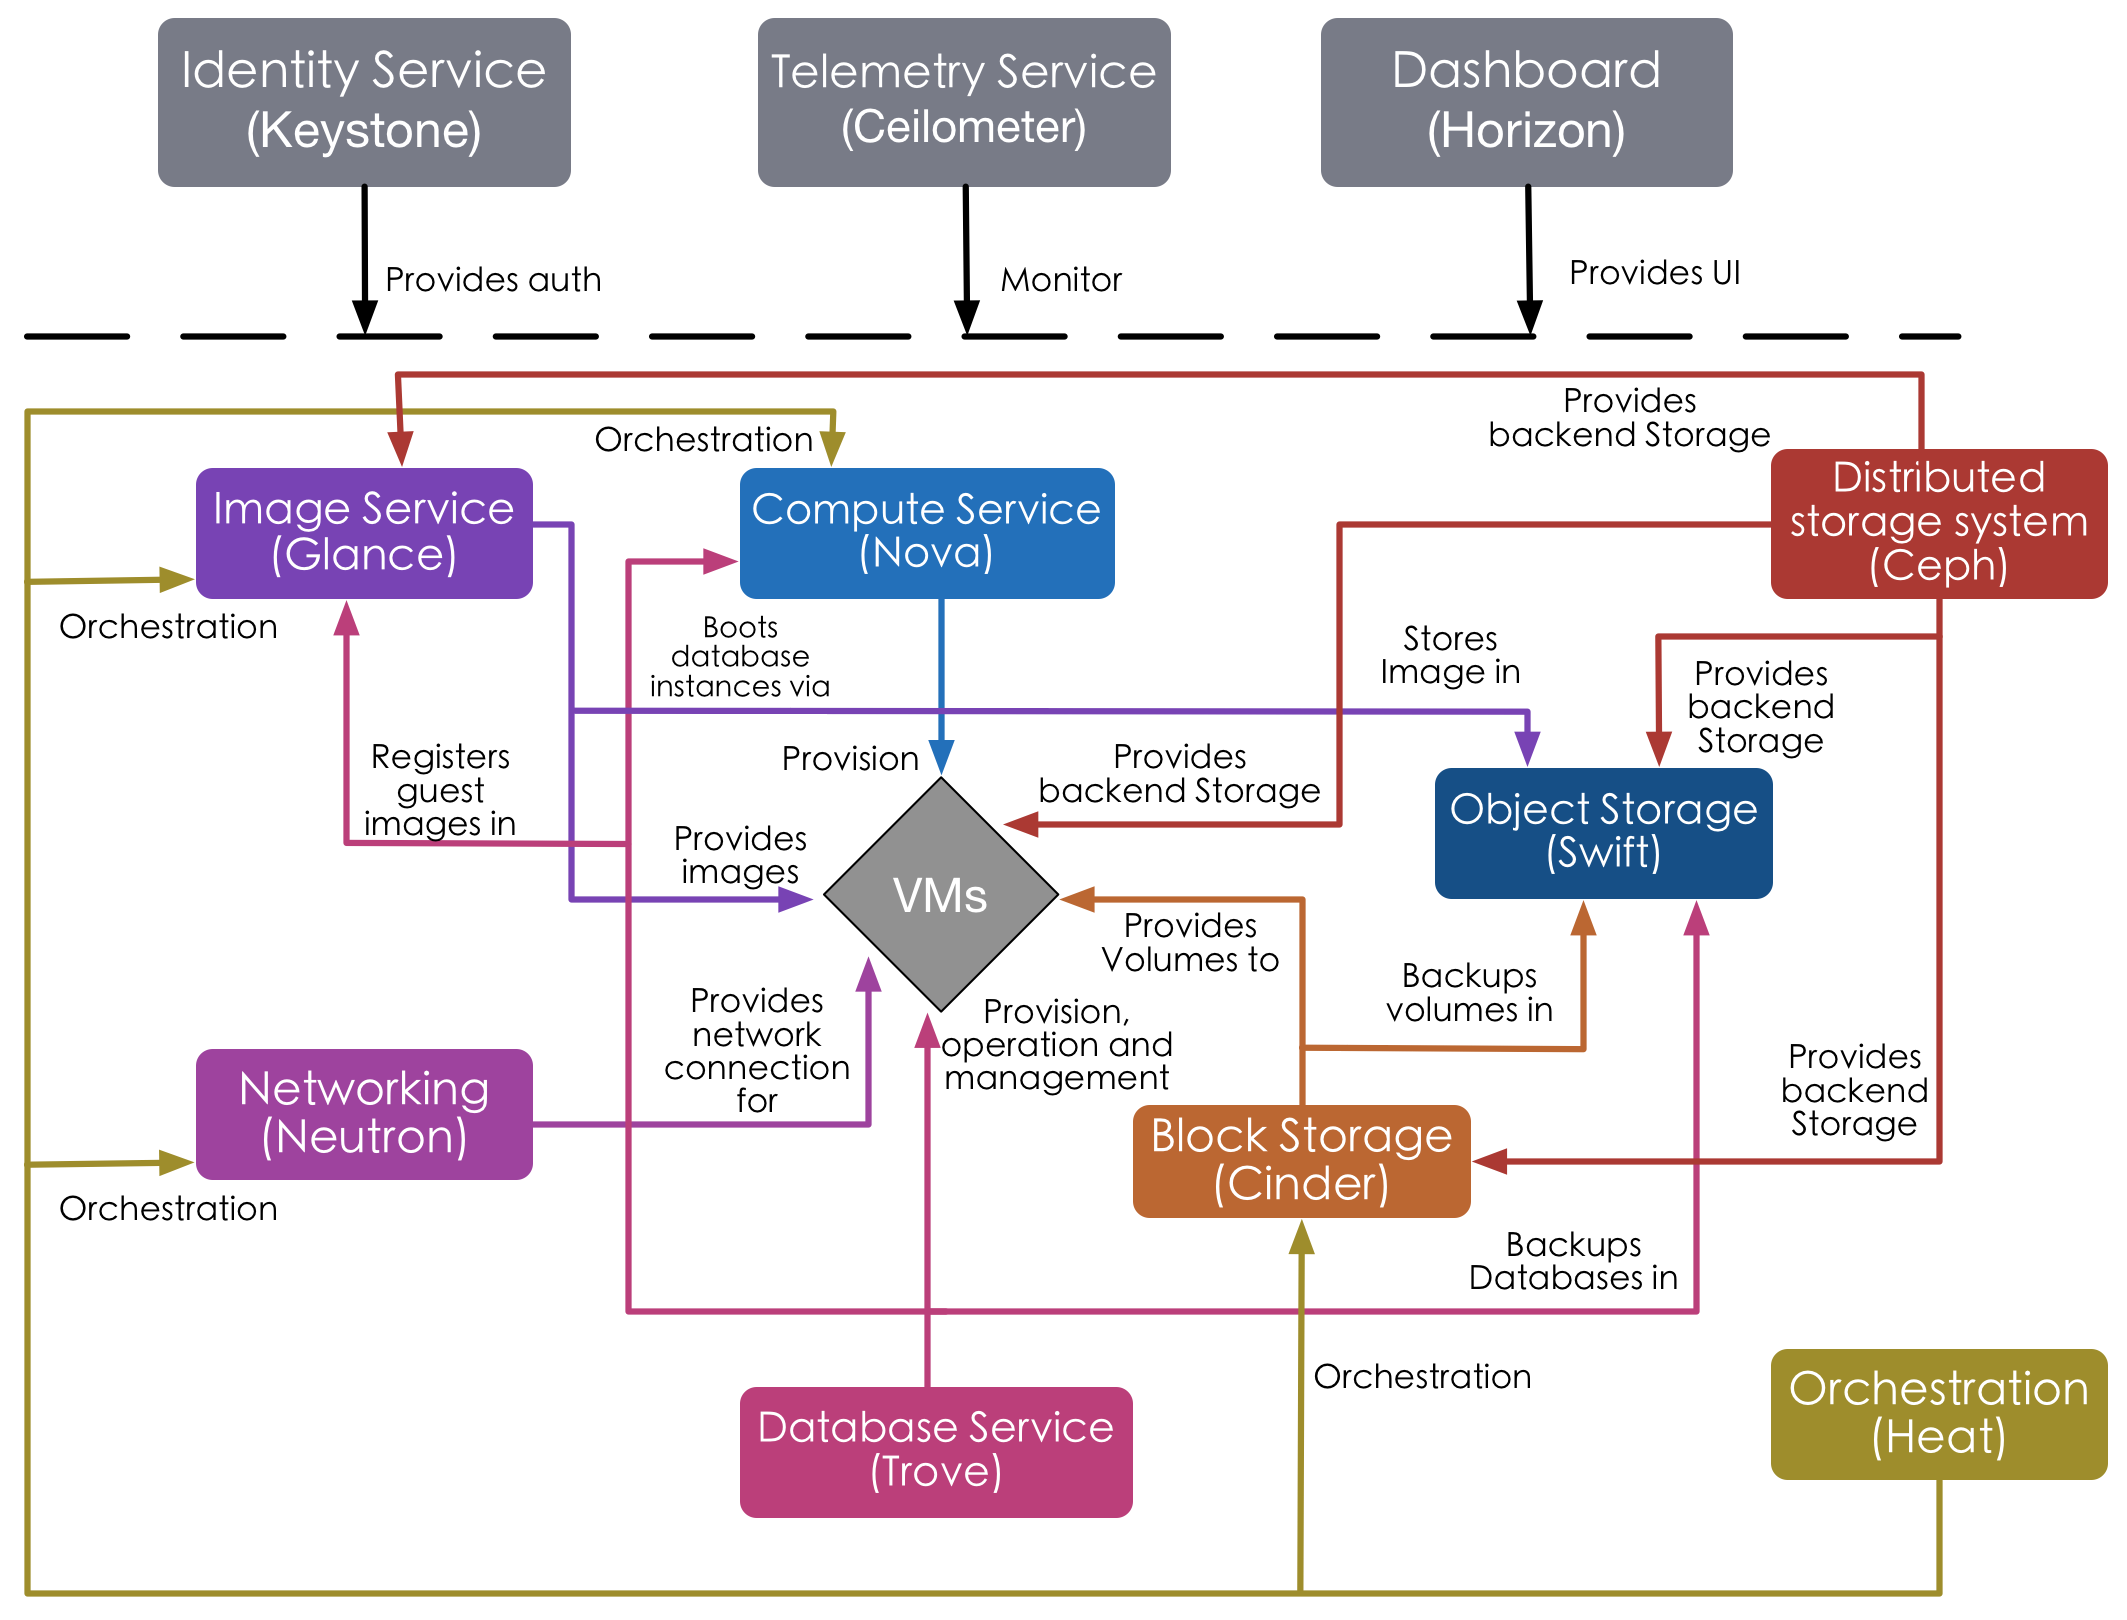 Identity Service
(Keystone)
Telemetry Service
(Ceilometer)
Dashboard
(Horizon)
Provides auth
Monitor
Provides UI
Provides
backend Storage
Orchestration
Image Service
(Glance)
Compute Service
(Nova)
Distributed
storage system
(Ceph)
Orchestration
Boots
database
instances via
Stores
Image in
Provides
backend
Storage
Registers
guest
images in
Provision
Provides
backend Storage
Provides
images
VMs
Object Storage
(Swift)
Provides
Volumes to
Backups
volumes in
Provides
network
connection
for
Provision,
operation and
management
Provides
backend
Storage
Networking
(Neutron)
Block Storage
(Cinder)
Orchestration
Backups
Databases in
Orchestration
Database Service
(Trove)
Orchestration
(Heat)